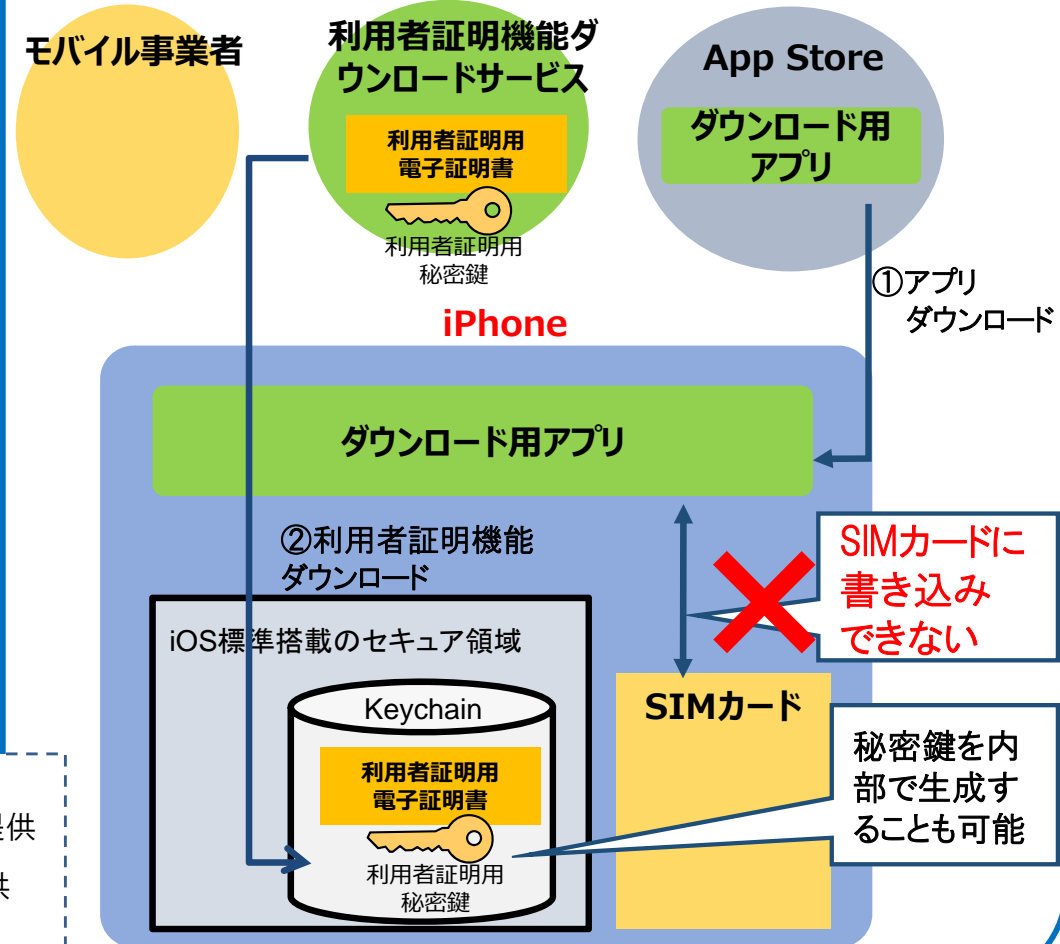 モバイル事業者
利用者証明機能ダ
ウンロードサービス
利用者証明用
電子証明書
利用者証明用
秘密鍵
App Store
ダウンロード用
アプリ
①アプリ
ダウンロード
iPhone
ダウンロード用アプリ
②利用者証明機能
ダウンロード
SIMカードに
書き込み
できない
iOS標準搭載のセキュア領域
Keychain
利用者証明用
電子証明書
利用者証明用
秘密鍵
SIMカード
秘密鍵を内
部で生成す
ることも可能
供